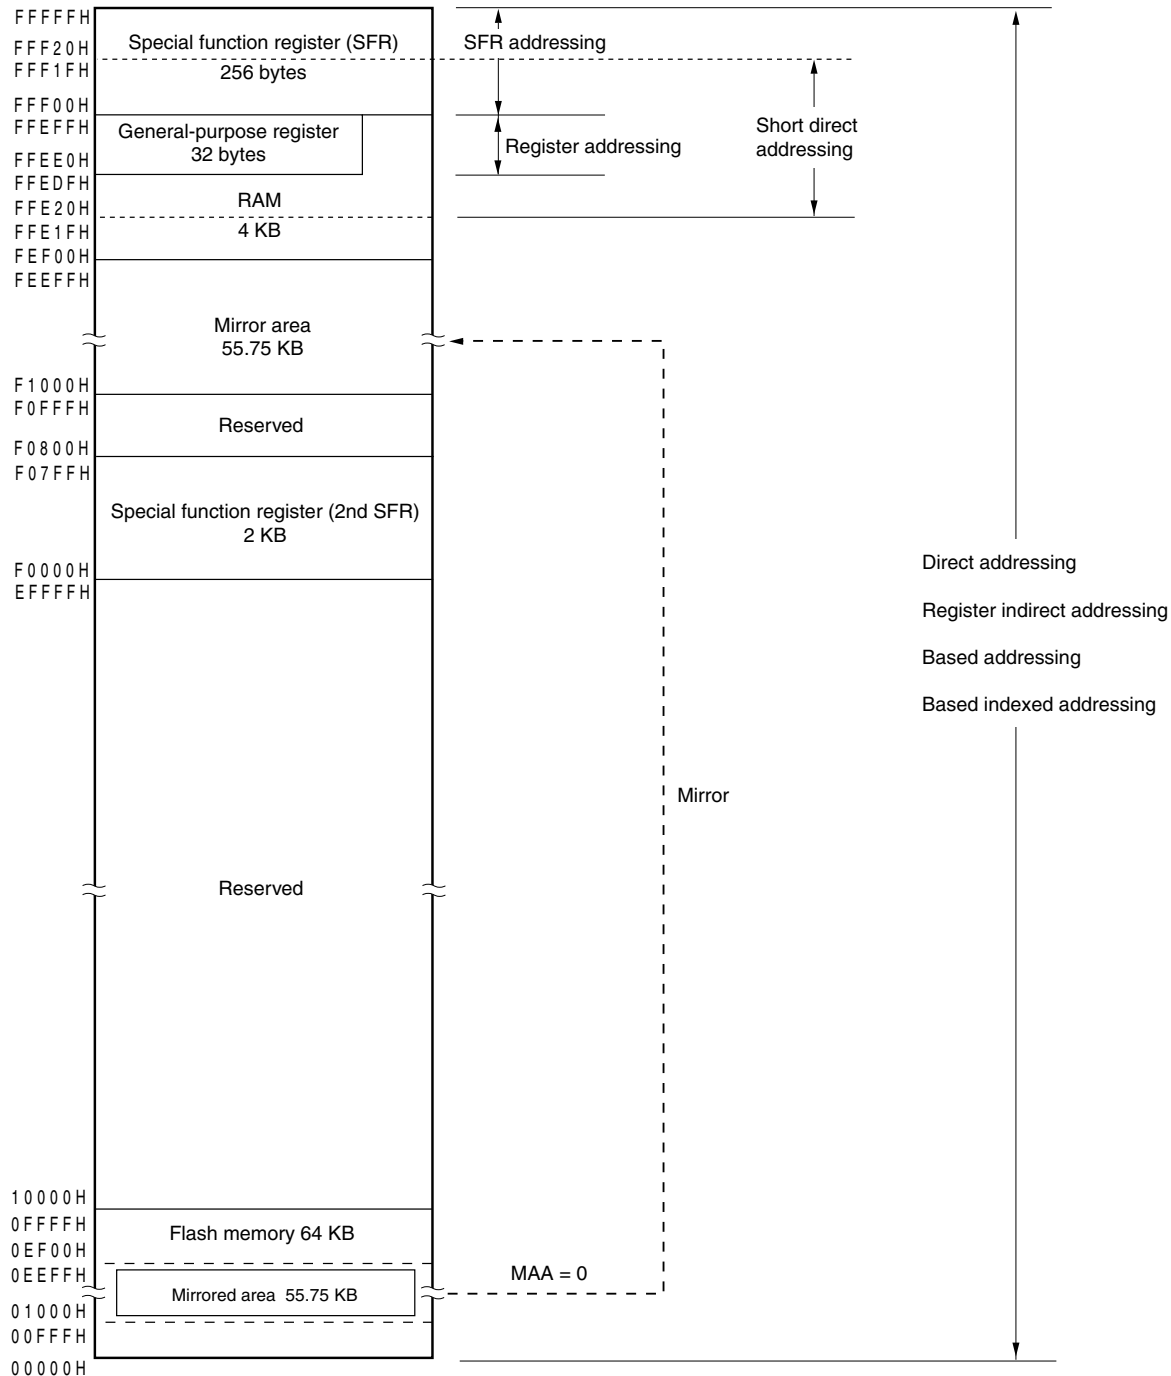 FFFFFH
FFF20H
FFF1FH
FFF00H
FFEFFH
FFEE0H
FFEDFH
FFE20H
FFE1FH
FEF00H
FEEFFH
F1000H
F0FFFH
F0800H
F07FFH
F0000H
EFFFFH
10000H
0FFFFH
0EF00H
0EEFFH
01000H
00FFFH
00000H
Special function register (SFR)
256 bytes
General-purpose register
32 bytes
RAM
4 KB
Mirror area
55.75 KB
Reserved
Special function register (2nd SFR)
2 KB
Reserved
Flash memory 64 KB
Mirrored area 55.75 KB
SFR addressing
Register addressing
Short direct
addressing
Mirror
MAA = 0
Direct addressing
Register indirect addressing
Based addressing
Based indexed addressing